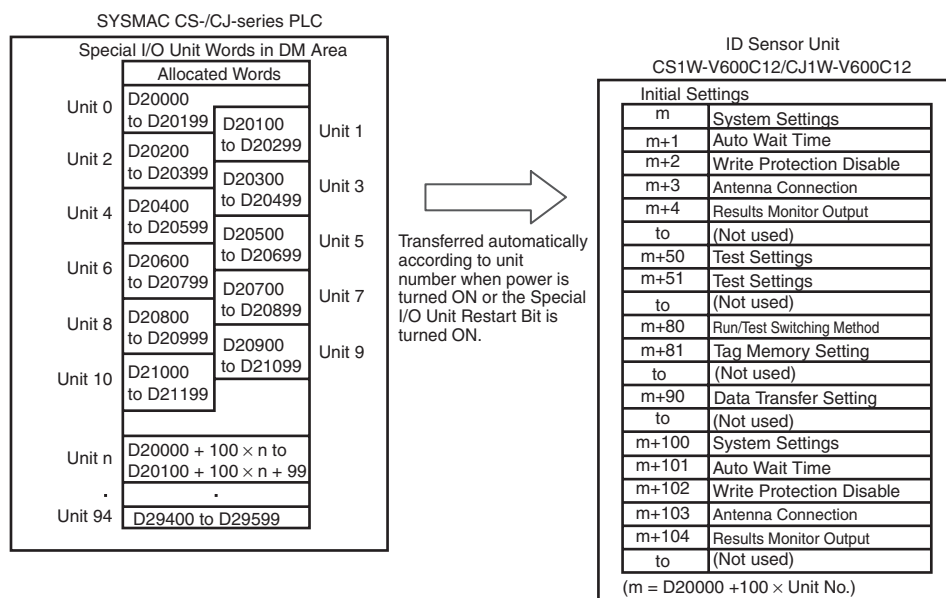 SYSMAC CS-/CJ-series PLC
Special I/O Unit Words in DM Area
Allocated Words
Unit 0
D20000
to D20199
D20100
to D20299
Unit 1
Unit 2
D20200
to D20399
D20300
to D20499
Unit 3
Unit 4
D20400
to D20599
D20500
to D20699
Unit 5
Unit 6
D20600
to D20799
D20700
to D20899
Unit 7
Unit 8
D20800
to D20999
D20900
to D21099
Unit 9
Unit 10
D21000
to D21199
Unit n
D20000 + 100 × n to
D20100 + 100 × n + 99
. .
Unit 94 D29400 to D29599
Transferred automatically
according to unit
number when power is
turned ON or the Special
I/O Unit Restart Bit is
turned ON.
ID Sensor Unit
CS1W-V600C12/CJ1W-V600C12
Initial Settings
m System Settings
m+1 Auto Wait Time
m+2 Write Protection Disable
m+3 Antenna Connection
m+4 Results Monitor Output
to (Not used)
m+50 Test Settings
m+51 Test Settings
to (Not used)
m+80 Run/Test Switching Method
m+81 Tag Memory Setting
to (Not used)
m+90 Data Transfer Setting
to (Not used)
m+100 System Settings
m+101 Auto Wait Time
m+102 Write Protection Disable
m+103 Antenna Connection
m+104 Results Monitor Output
to (Not used)
(m = D20000 +100 × Unit No.)